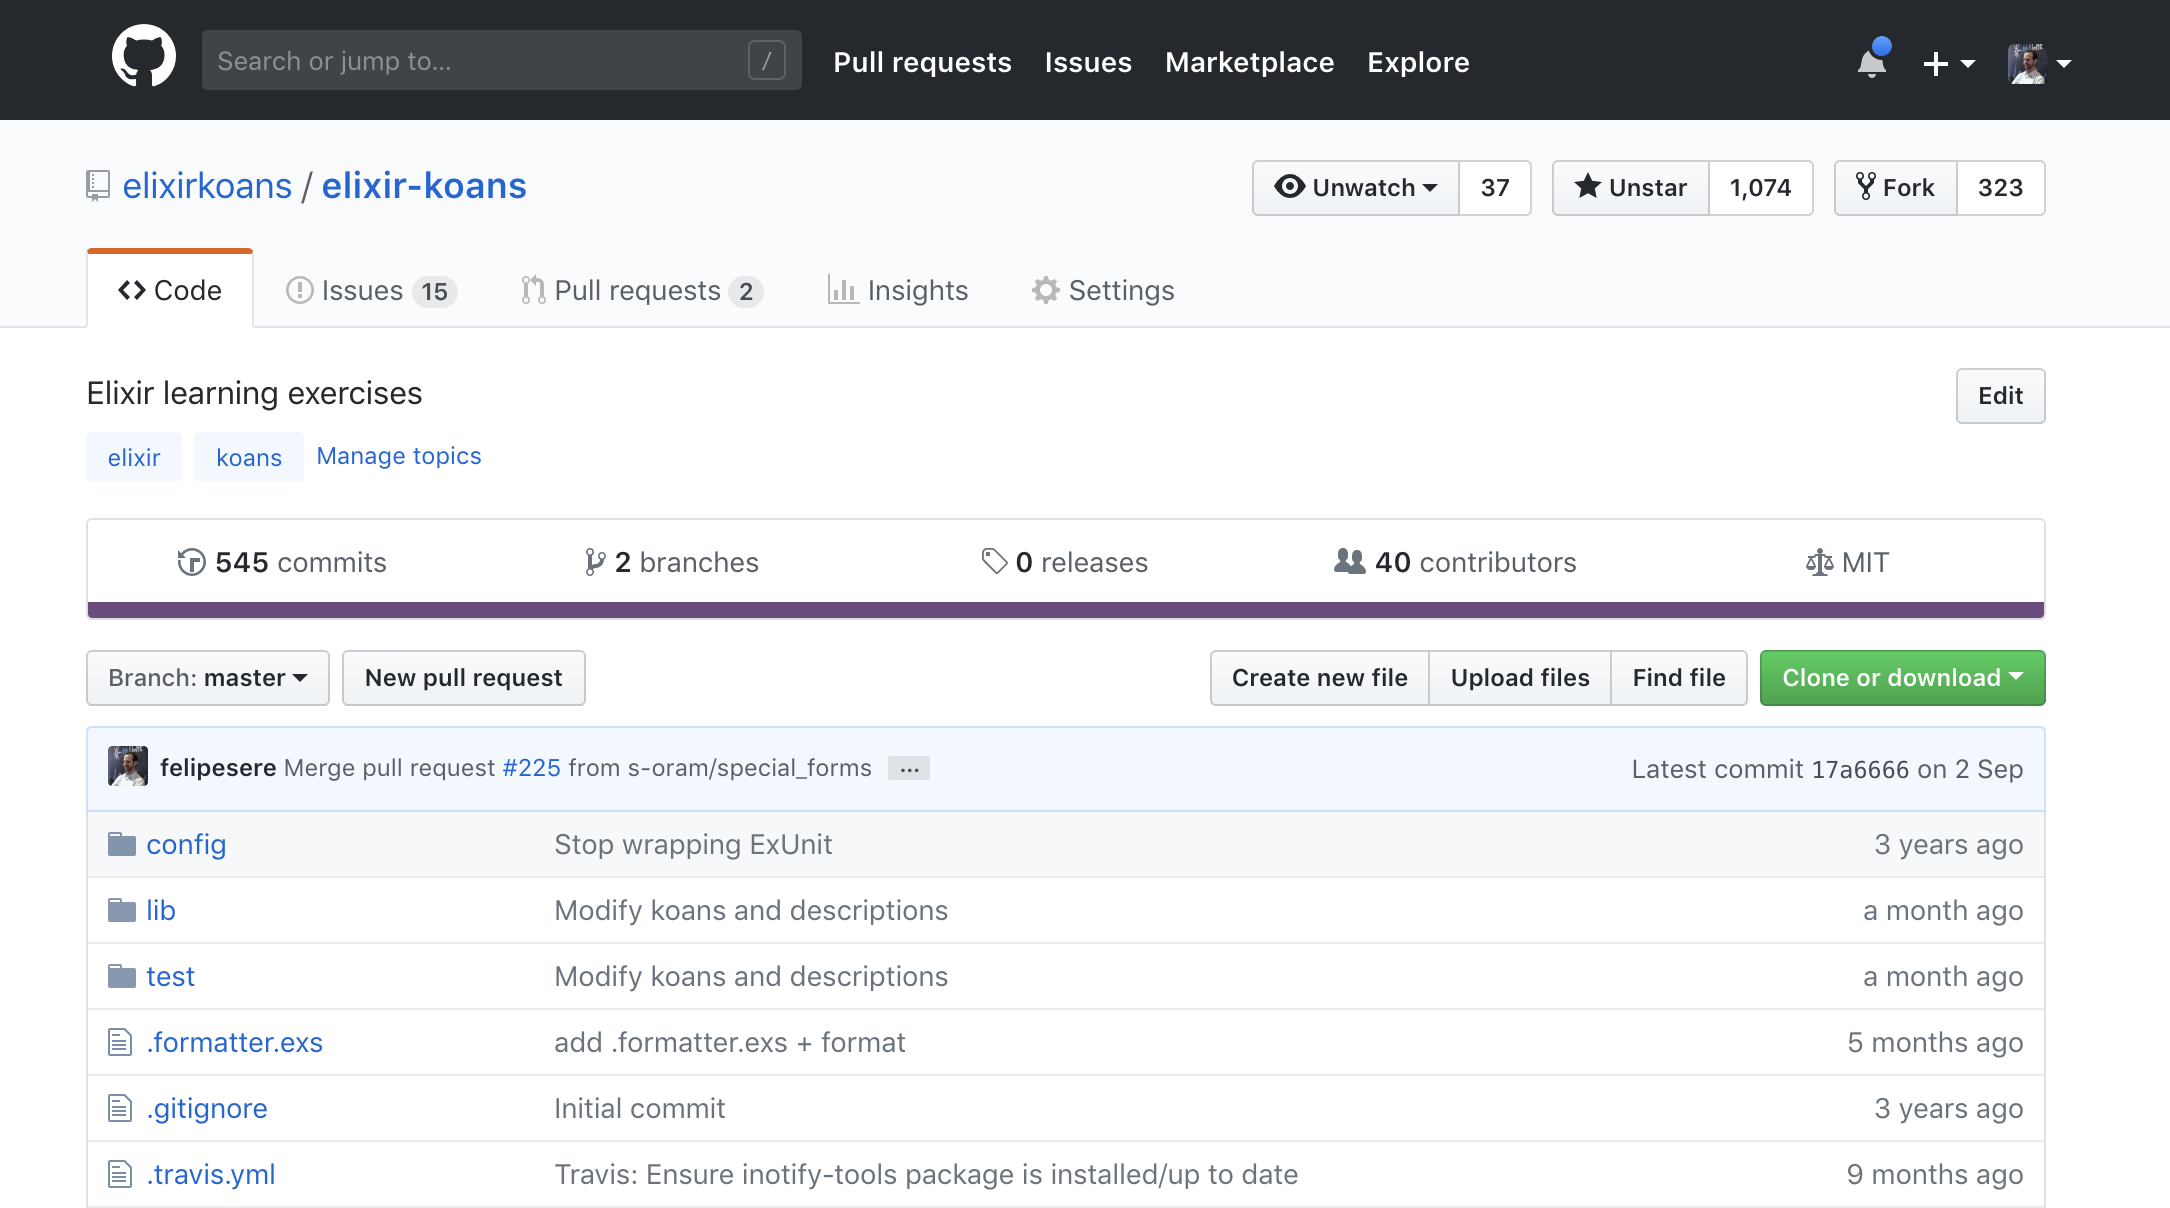 Search or jump to... / Pull requests Issues Marketplace Explore
elixirkoans / elixir-koans Unwatch 37 Unstar 1,074 Fork 323
Code Issues 15 Pull requests 2 Insights Settings
Elixir learning exercises Edit
elixir koans Manage topics
545 commits 2 branches 0 releases 40 contributors MIT
Branch: master New pull request Create new file Upload files Find file Clone or download
felipesere Merge pull request #225 from s-oram/special_forms ... Latest commit 17a6666 on 2 Sep
config Stop wrapping ExUnit 3 years ago
lib Modify koans and descriptions a month ago
test Modify koans and descriptions a month ago
.formatter.exs add .formatter.exs + format 5 months ago
.gitignore Initial commit 3 years ago
.travis.yml Travis: Ensure inotify-tools package is installed/up to date 9 months ago